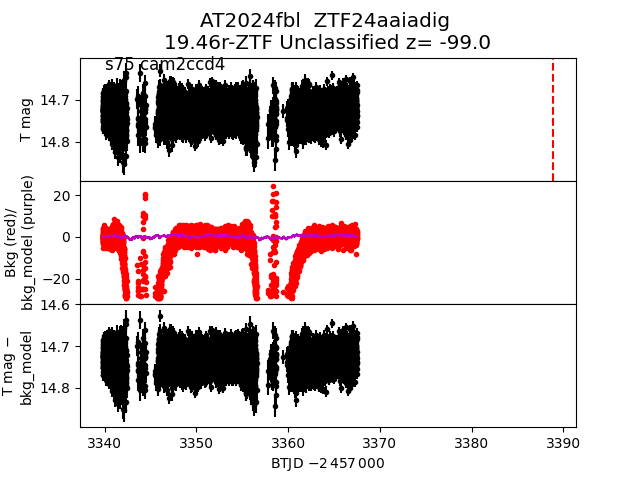 AT2024fbl  ZTF24aaiadig
19.46r-ZTF Unclassified z= -99.0
s75 cam2ccd4
T mag
14.7
14.8
Bkg (red)/
bkg_model (purple)
20
0
−20
T mag −
bkg_model
14.6
14.7
14.8
3340
3350
3360
3370
3380
3390
BTJD −2 457 000